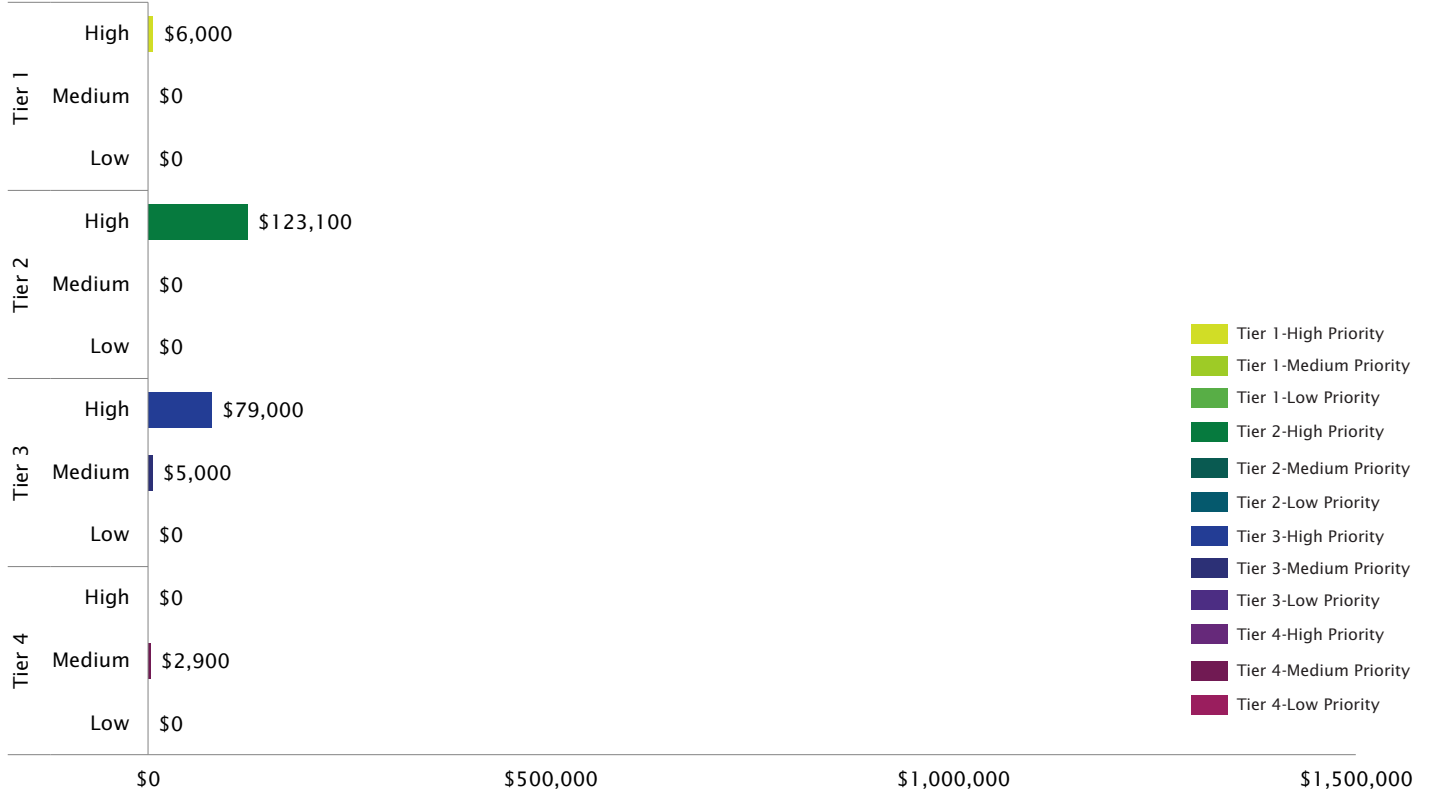 Tier 1
High $6,000
Medium $0
Low $0
Tier 2
High $123,100
Medium $0
Low $0
Tier 3
High $79,000
Medium $5,000
Low $0
Tier 4
High $0
Medium $2,900
Low $0
$0 $500,000 $1,000,000 $1,500,000
Tier 1-High Priority
Tier 1-Medium Priority
Tier 1-Low Priority
Tier 2-High Priority
Tier 2-Medium Priority
Tier 2-Low Priority
Tier 3-High Priority
Tier 3-Medium Priority
Tier 3-Low Priority
Tier 4-High Priority
Tier 4-Medium Priority
Tier 4-Low Priority